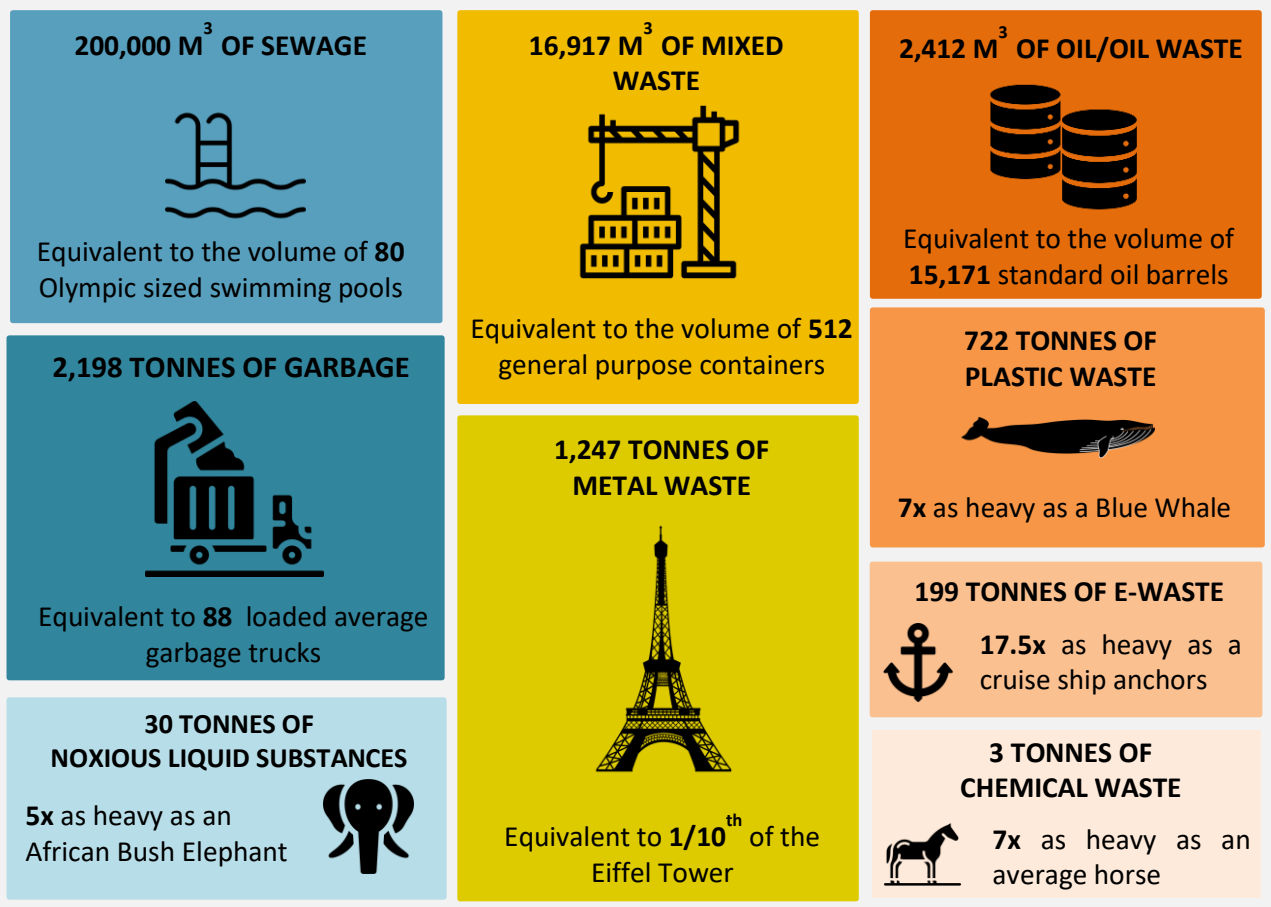 200,000 M³ OF SEWAGE
Equivalent to the volume of 80
Olympic sized swimming pools
2,198 TONNES OF GARBAGE
Equivalent to 88 loaded average
garbage trucks
30 TONNES OF
NOXIOUS LIQUID SUBSTANCES
5x as heavy as an
African Bush Elephant
16,917 M³ OF MIXED
WASTE
Equivalent to the volume of 512
general purpose containers
1,247 TONNES OF
METAL WASTE
Equivalent to 1/10th of the
Eiffel Tower
2,412 M³ OF OIL/OIL WASTE
Equivalent to the volume of
15,171 standard oil barrels
722 TONNES OF
PLASTIC WASTE
7x as heavy as a Blue Whale
199 TONNES OF E-WASTE
17.5x as heavy as a
cruise ship anchors
3 TONNES OF
CHEMICAL WASTE
7x as heavy as an
average horse